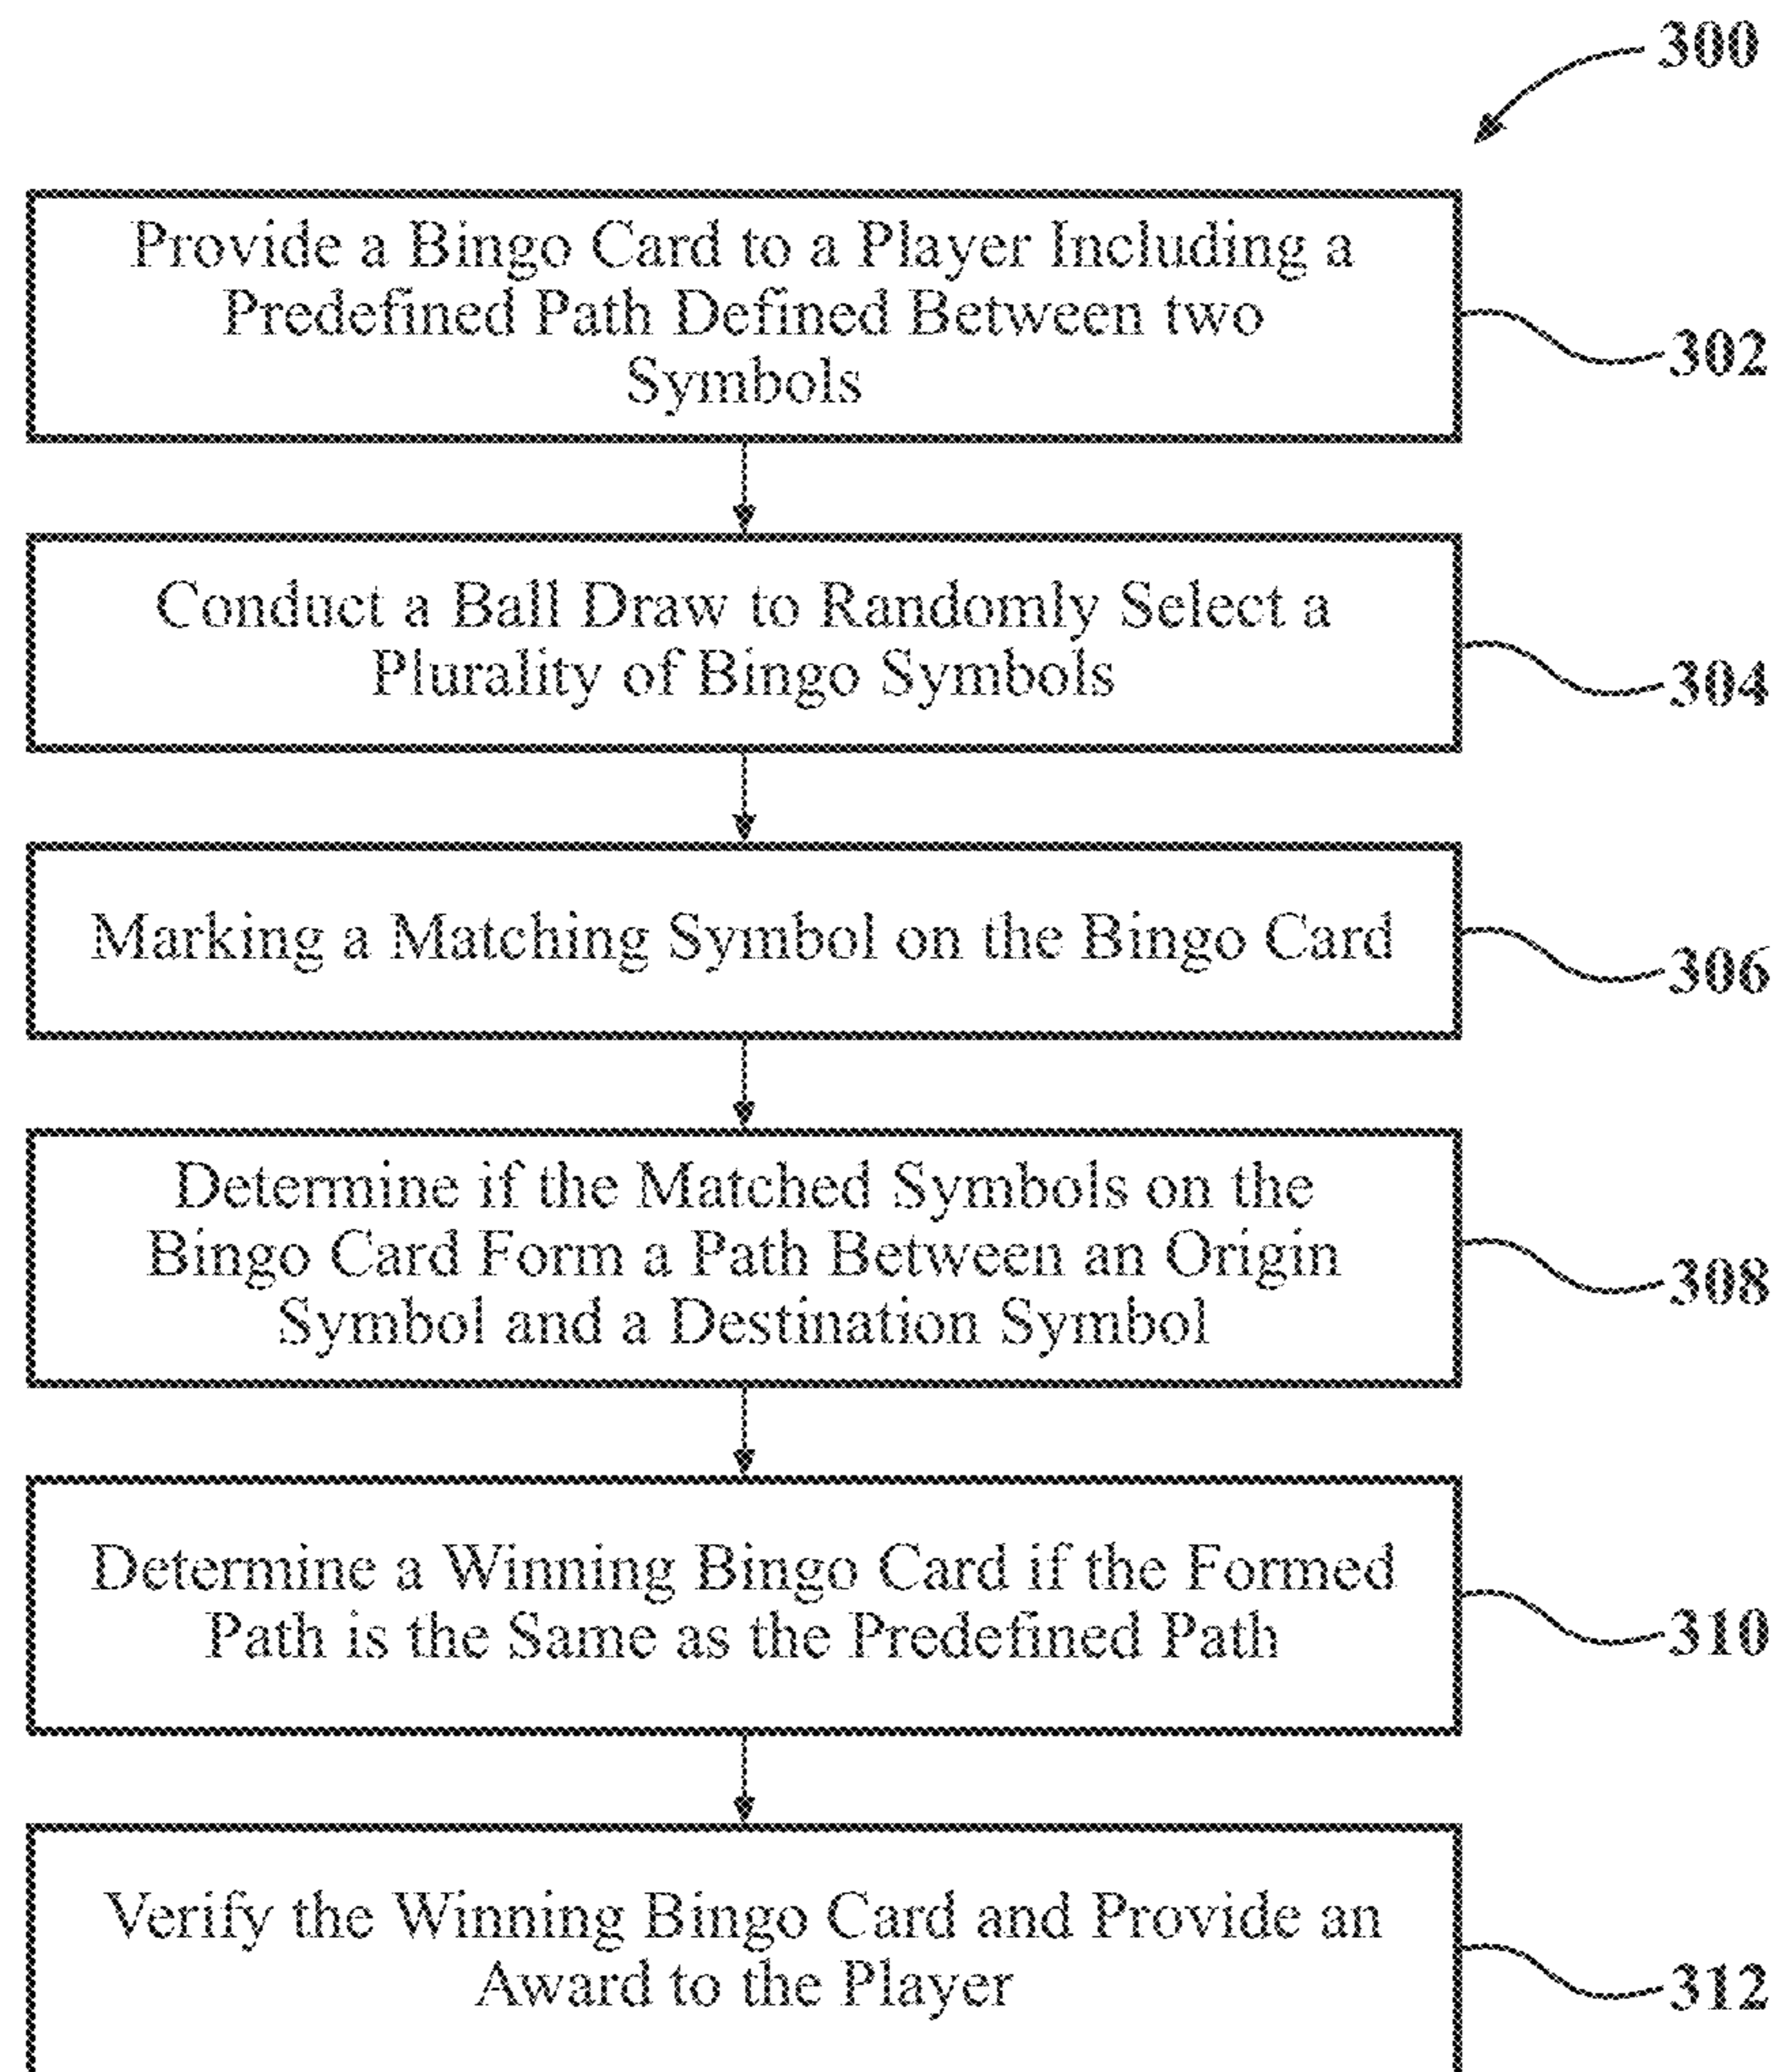 300
Provide a Bingo Card to a Player Including a
Predefined Path Defined Between two
Symbols
302
Conduct a Ball Draw to Randomly Select a
Plurality of Bingo Symbols
304
Marking a Matching Symbol on the Bingo Card
306
Determine if the Matched Symbols on the
Bingo Card Form a Path Between an Origin
Symbol and a Destination Symbol
308
Determine a Winning Bingo Card if the Formed
Path is the Same as the Predefined Path
310
Verify the Winning Bingo Card and Provide an
Award to the Player
312